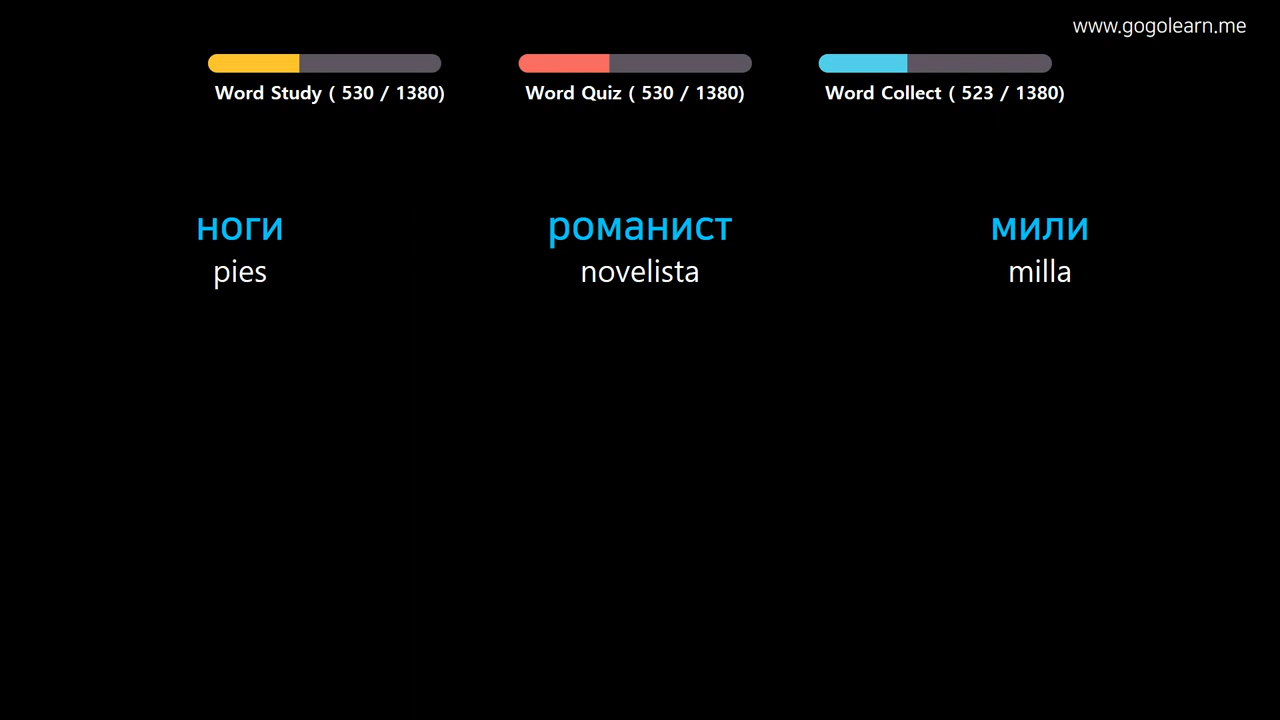 www.gogolearn.me
Word Study ( 530 / 1380)
Word Quiz ( 530 / 1380)
Word Collect ( 523 / 1380)
ноги
pies
романист
novelista
мили
milla